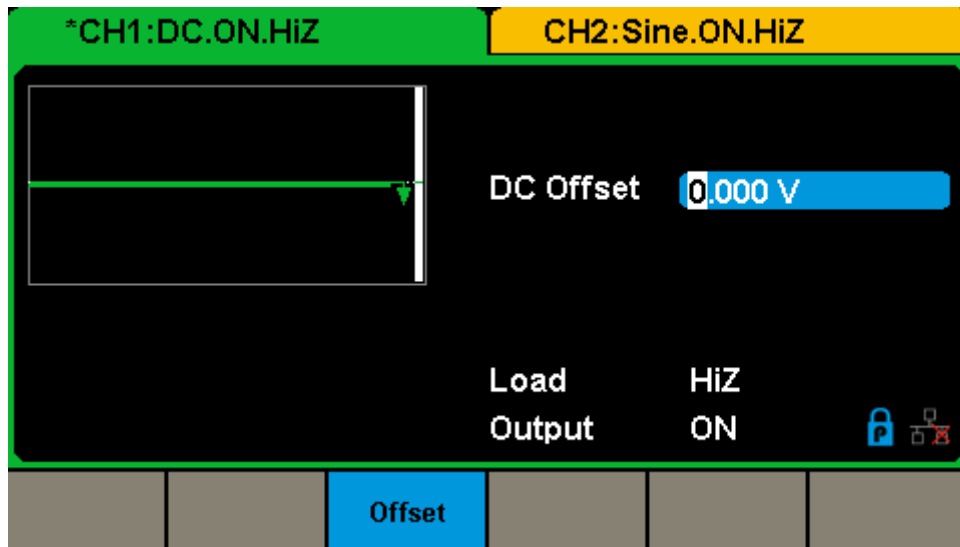 *CH1:DC.ON.HiZ CH2:Sine.ON.HiZ
DC Offset 0.000 V
Load HiZ
Output ON P
Offset